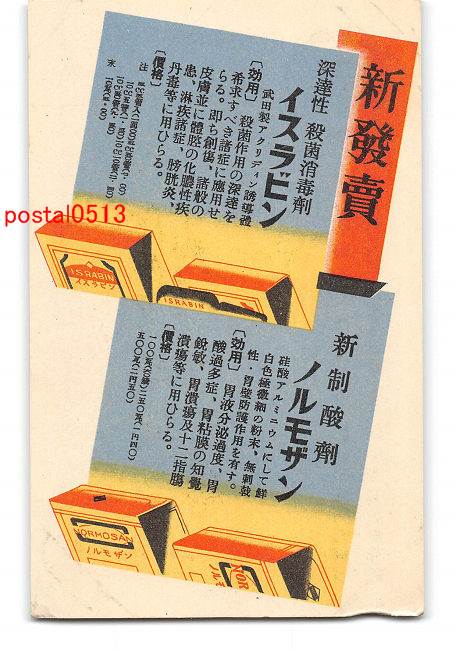 新發賣
深達性 殺菌消毒劑
イスラビン
武田製アクリディン誘導體
〔効用〕 殺菌作用の深達を
希求すべき諸症に應用せ
らる。即ち創傷、諸般の
皮膚並に體腔の化膿性疾
患、淋疾諸症、膀胱炎、
丹毒等に用ひらる。
〔價格〕
注
末
postal0513
ISRABIN
イスラビン
ISRABIN
新制酸劑
ノルモザン
硅酸アルミニウムにして鮮
白色極微細の粉末、無刺戟
性・胃壁防護作用を有す。
〔効用〕 胃液分泌過度、胃
酸過多症、胃粘膜の知覺
鋭敏、胃潰瘍及十二指膓
潰瘍等に用ひらる。
〔價格〕
NORMOSAN
ノルモザン